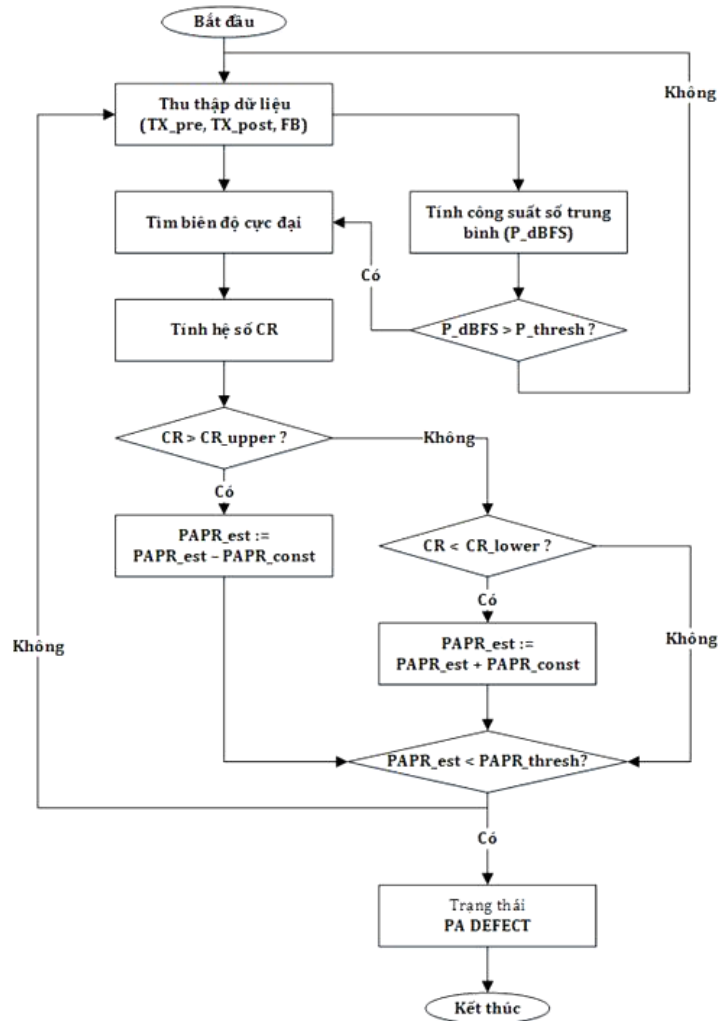 Bắt đầu
Không
Thu thập dữ liệu
(TX_pre, TX_post, FB)
Tìm biên độ cực đại
Tính công suất số trung
bình (P_dBFS)
Có
Tính hệ số CR
P_dBFS > P_thresh ?
CR > CR_upper ?
Không
Có
PAPR_est :=
PAPR_est – PAPR_const
CR < CR_lower ?
Có
Không
PAPR_est :=
PAPR_est + PAPR_const
Không
PAPR_est < PAPR_thresh?
Có
Trạng thái
PA DEFECT
Kết thúc